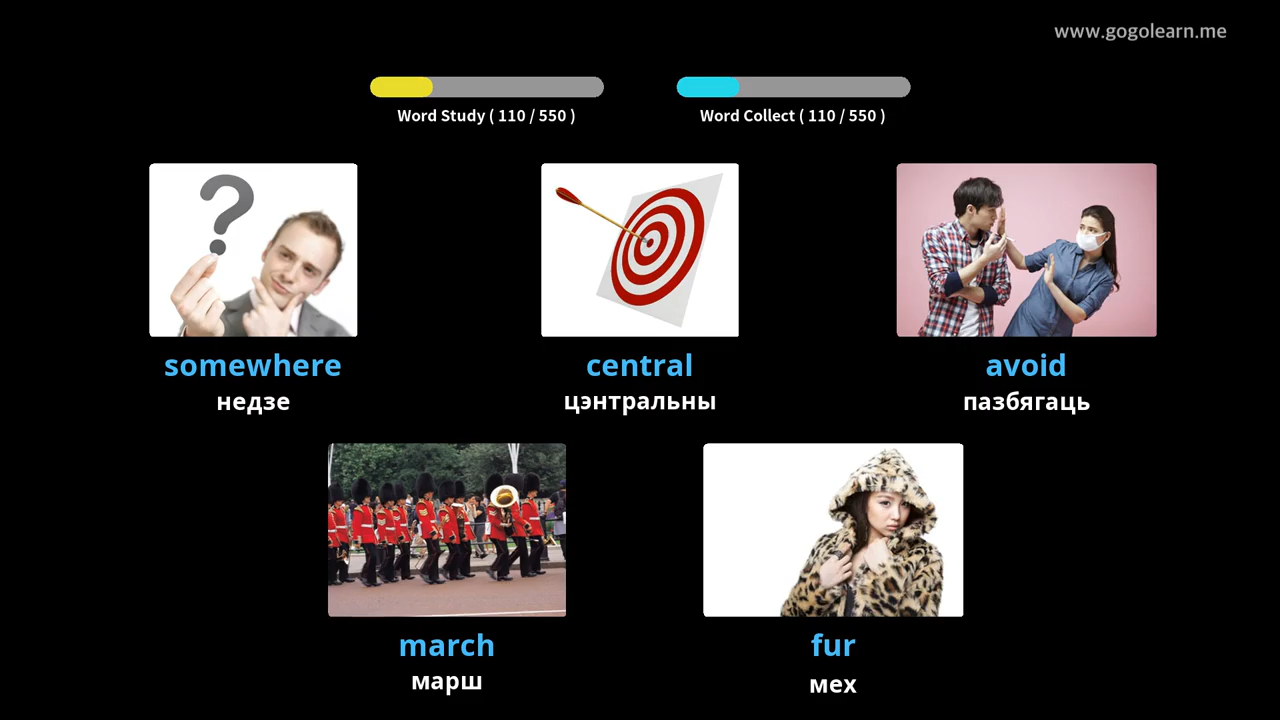 www.gogolearn.me
Word Study ( 110 / 550 )
Word Collect ( 110 / 550 )
somewhere
недзе
central
цэнтральны
avoid
пазбягаць
march
марш
fur
мех